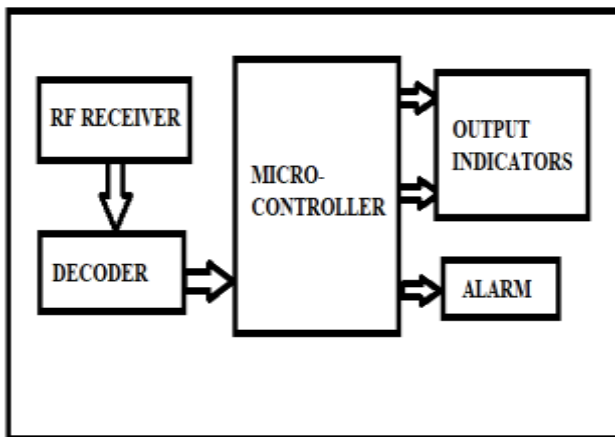 RF RECEIVER
DECODER
MICRO-
CONTROLLER
OUTPUT
INDICATORS
ALARM